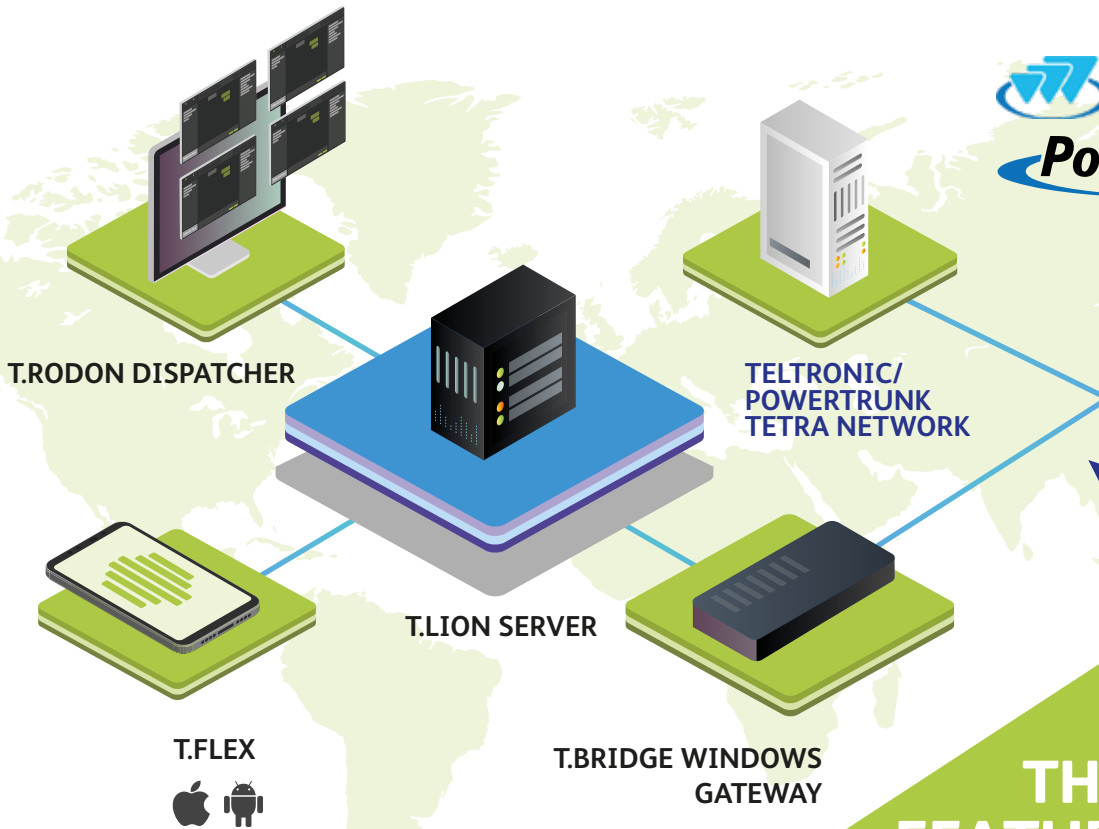 T.RODON DISPATCHER
TELTRONIC/
POWERTRUNK
TETRA NETWORK
T.LION SERVER
T.FLEX
T.BRIDGE WINDOWS
GATEWAY